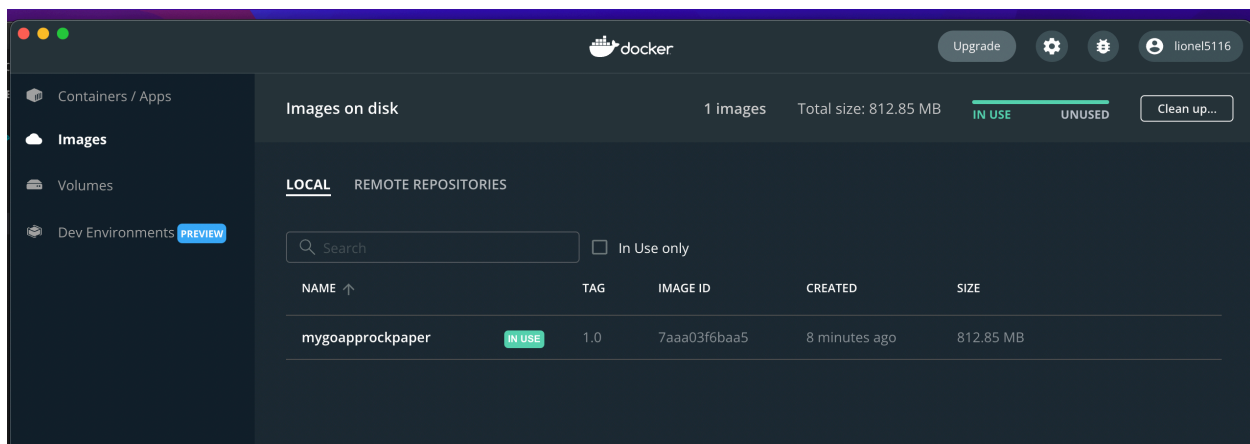 docker
Upgrade
lionel5116
Containers / Apps
Images
Volumes
Dev Environments PREVIEW
Images on disk 1 images Total size: 812.85 MB IN USE UNUSED Clean up...
LOCAL REMOTE REPOSITORIES
Search In Use only
NAME TAG IMAGE ID CREATED SIZE
mygoapprockpaper IN USE 1.0 7aaa03f6baa5 8 minutes ago 812.85 MB